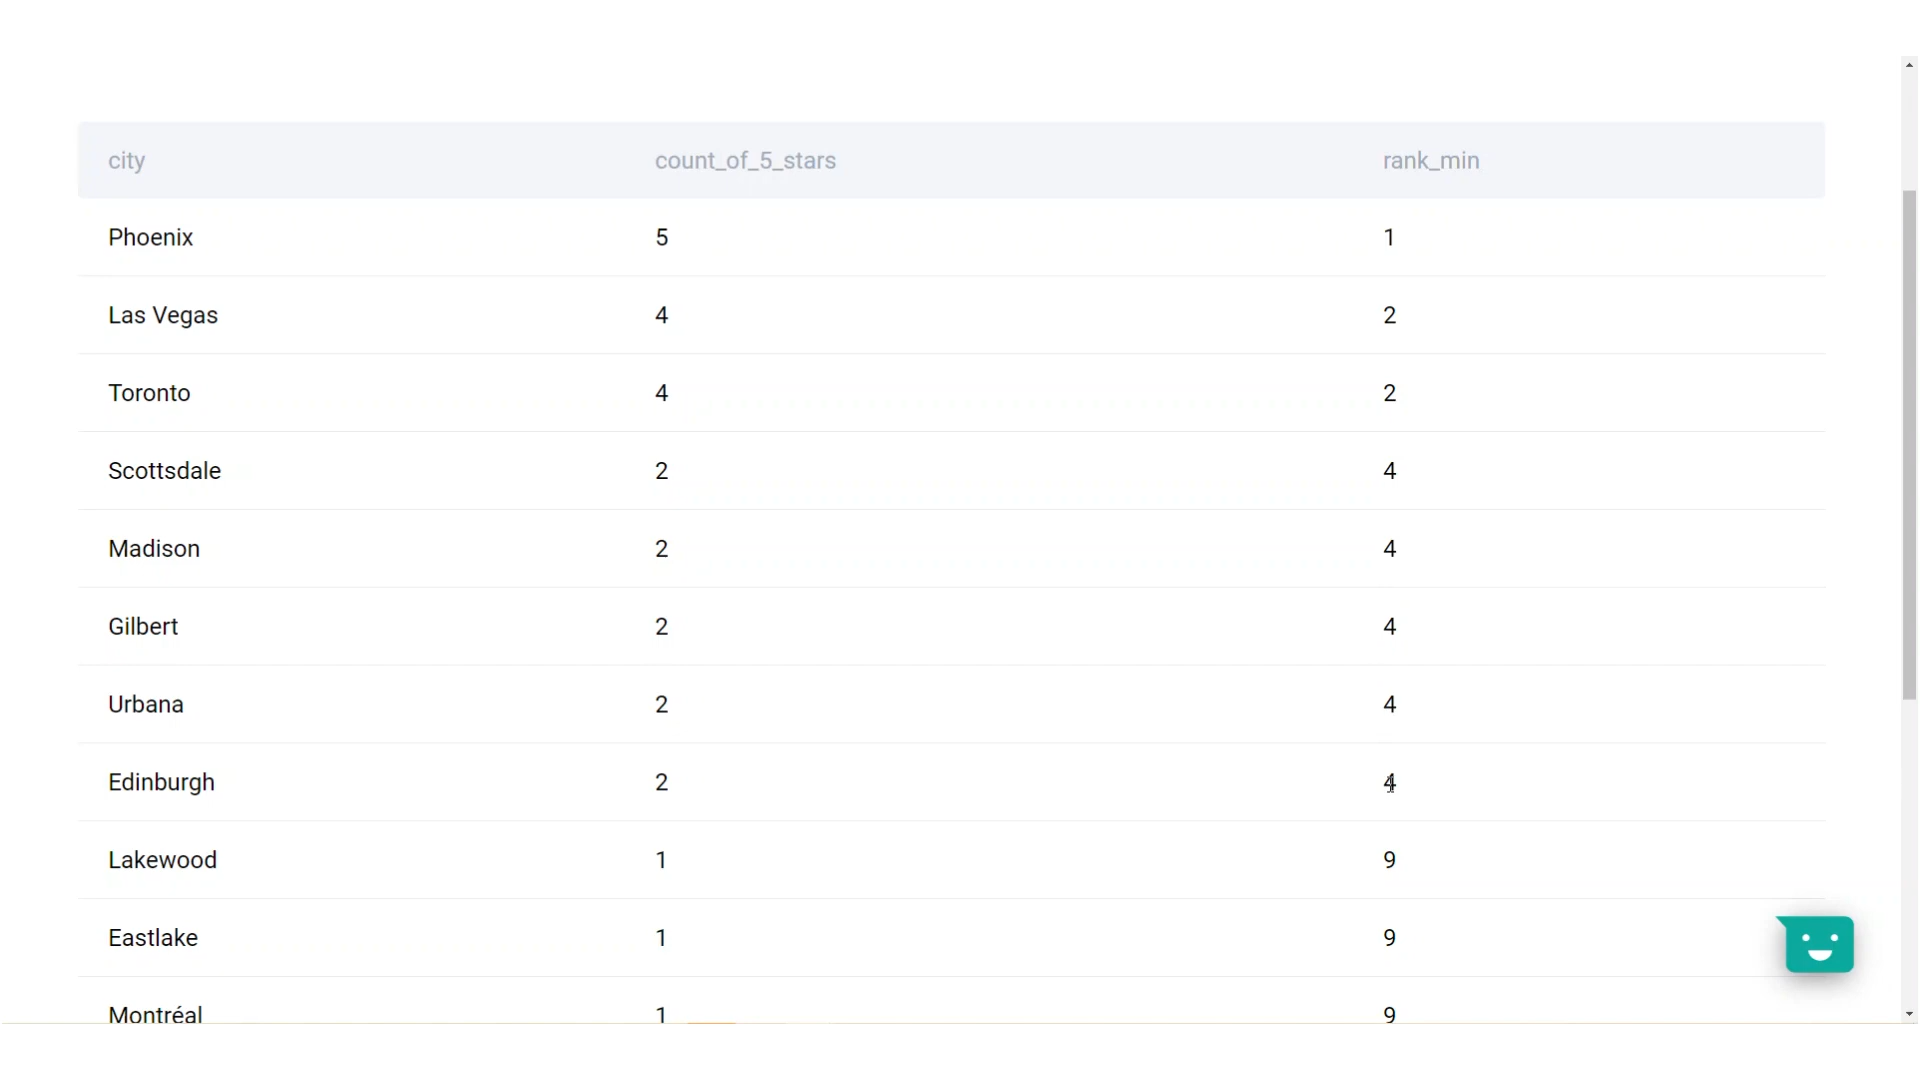 city count_of_5_stars rank_min
Phoenix 5 1
Las Vegas 4 2
Toronto 4 2
Scottsdale 2 4
Madison 2 4
Gilbert 2 4
Urbana 2 4
Edinburgh 2 4
Lakewood 1 9
Eastlake 1 9
Montréal 1 9